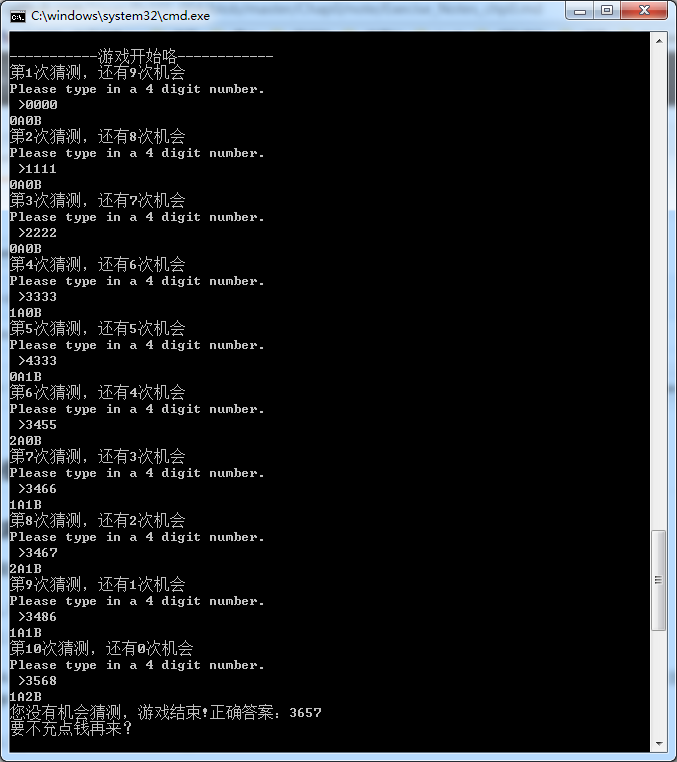 C:\windows\system32\cmd.exe
-----------游戏开始咯------------
第1次猜测，还有9次机会
Please type in a 4 digit number.
>0000
0A0B
第2次猜测，还有8次机会
Please type in a 4 digit number.
>1111
0A0B
第3次猜测，还有7次机会
Please type in a 4 digit number.
>2222
0A0B
第4次猜测，还有6次机会
Please type in a 4 digit number.
>3333
1A0B
第5次猜测，还有5次机会
Please type in a 4 digit number.
>4333
0A1B
第6次猜测，还有4次机会
Please type in a 4 digit number.
>3455
2A0B
第7次猜测，还有3次机会
Please type in a 4 digit number.
>3466
1A1B
第8次猜测，还有2次机会
Please type in a 4 digit number.
>3467
2A1B
第9次猜测，还有1次机会
Please type in a 4 digit number.
>3486
1A1B
第10次猜测，还有0次机会
Please type in a 4 digit number.
>3568
1A2B
您没有机会猜测，游戏结束!正确答案：3657
要不充点钱再来？